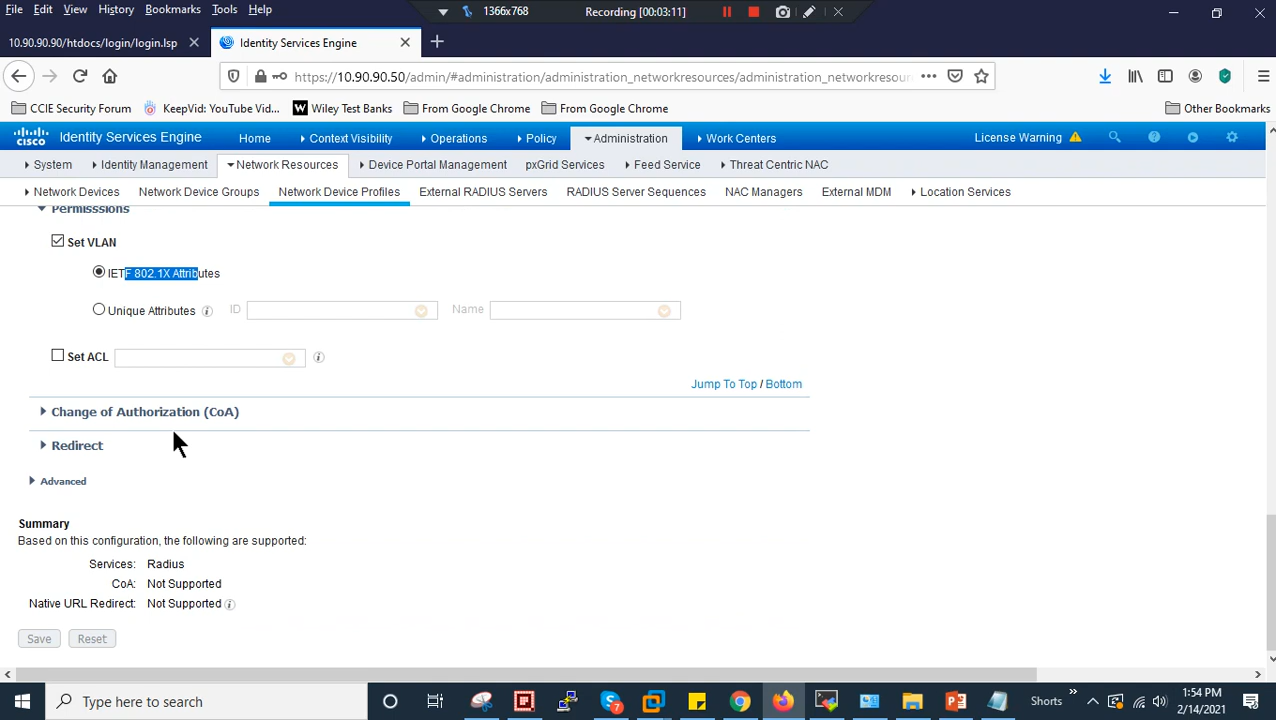 File Edit View History Bookmarks Tools Help
1366x768 Recording [00:03:11]
10.90.90.90/htdocs/login/login.lsp Identity Services Engine
https://10.90.90.50/admin/#administration/administration_networkresources/administration_networkresour
CCIE Security Forum KeepVid: YouTube Vid... Wiley Test Banks From Google Chrome From Google Chrome Other Bookmarks
CISCO Identity Services Engine Home Context Visibility Operations Policy Administration Work Centers License Warning
System Identity Management Network Resources Device Portal Management pxGrid Services Feed Service Threat Centric NAC
Network Devices Network Device Groups Network Device Profiles External RADIUS Servers RADIUS Server Sequences NAC Managers External MDM Location Services
Permisssions
Set VLAN
IETF 802.1X Attributes
Unique Attributes ID Name
Set ACL
Jump To Top / Bottom
Change of Authorization (CoA)
Redirect
Advanced
Summary
Based on this configuration, the following are supported:
Services: Radius
CoA: Not Supported
Native URL Redirect: Not Supported
Save Reset
Type here to search Shorts 1:54 PM
2/14/2021